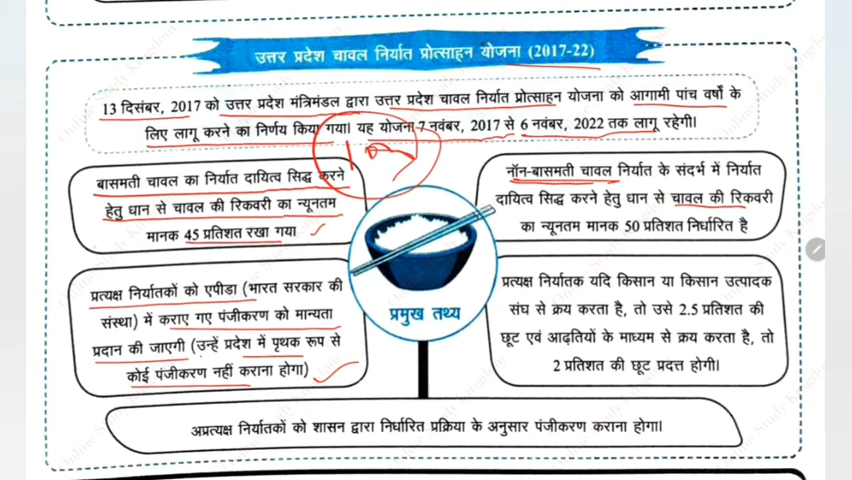 उत्तर प्रदेश चावल निर्यात प्रोत्साहन योजना (2017-22)
13 दिसंबर, 2017 को उत्तर प्रदेश मंत्रिमंडल द्वारा उत्तर प्रदेश चावल निर्यात प्रोत्साहन योजना को आगामी पांच वर्षों के
लिए लागू करने का निर्णय किया गया। यह योजना 7 नवंबर, 2017 से 6 नवंबर, 2022 तक लागू रहेगी।
बासमती चावल का निर्यात दायित्व सिद्ध करने
हेतु धान से चावल की रिकवरी का न्यूनतम
मानक 45 प्रतिशत रखा गया
नॉन-बासमती चावल निर्यात के संदर्भ में निर्यात
दायित्व सिद्ध करने हेतु धान से चावल की रिकवरी
का न्यूनतम मानक 50 प्रतिशत निर्धारित है
प्रत्यक्ष निर्यातकों को एपीडा (भारत सरकार की
संस्था) में कराए गए पंजीकरण को मान्यता
प्रदान की जाएगी (उन्हें प्रदेश में पृथक रूप से
कोई पंजीकरण नहीं कराना होगा)
प्रमुख तथ्य
प्रत्यक्ष निर्यातक यदि किसान या किसान उत्पादक
संघ से क्रय करता है, तो उसे 2.5 प्रतिशत की
छूट एवं आढ़तियों के माध्यम से क्रय करता है, तो
2 प्रतिशत की छूट प्रदत्त होगी।
अप्रत्यक्ष निर्यातकों को शासन द्वारा निर्धारित प्रक्रिया के अनुसार पंजीकरण कराना होगा।